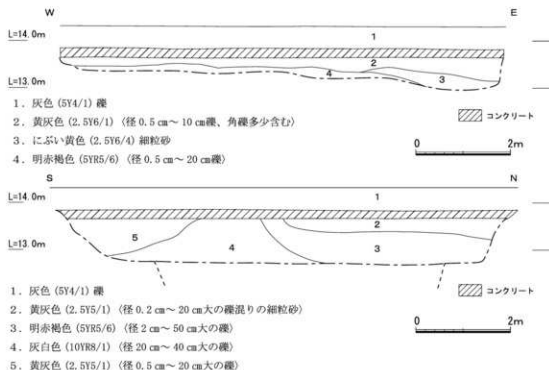 W
E
L=14.0m
1
2
L=13.0m
4
3
1．灰色 (5Y4/1) 礫
2．黄灰色 (2.5Y6/1)（径 0.5 ㎝～ 10 ㎝礫、角礫多少含む）
3．にぶい黄色 (2.5Y6/4) 細粒砂
4．明赤褐色 (5YR5/6)（径 0.5 ㎝～ 20 ㎝礫）
コンクリート
0 2m
S
N
L=14.0m
1
2
L=13.0m
5
4
3
1．灰色 (5Y4/1) 礫
2．黄灰色 (2.5Y5/1)（径 0.2 ㎝～ 20 ㎝大の礫混りの細粒砂）
3．明赤褐色 (5YR5/6)（径 2 ㎝～ 50 ㎝大の礫）
4．灰白色 (10YR8/1)（径 20 ㎝～ 40 ㎝大の礫）
5．黄灰色 (2.5Y5/1)（径 0.5 ㎝～ 20 ㎝大の礫）
コンクリート
0 2m